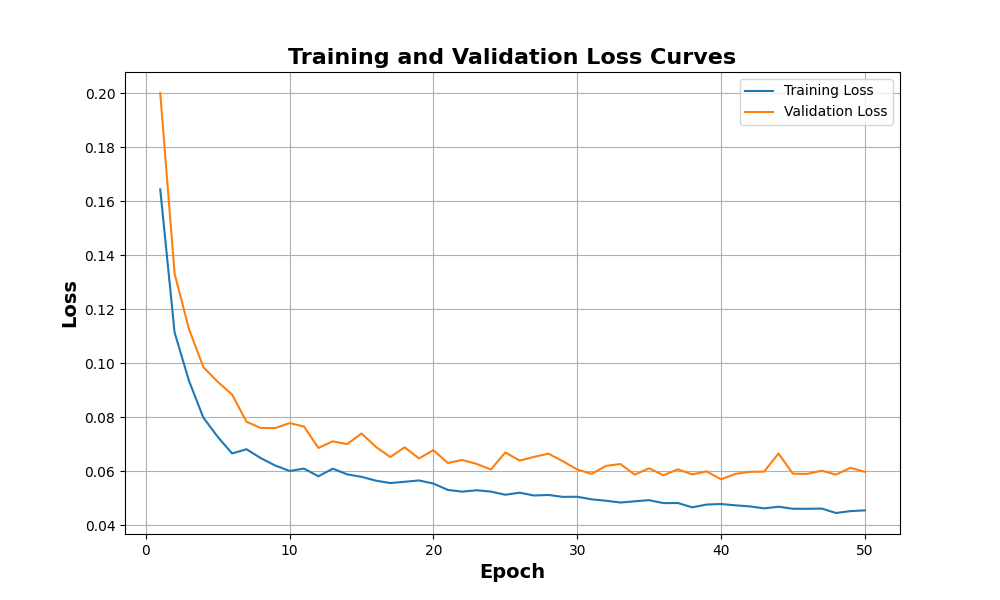 Training and Validation Loss Curves
Training Loss
Validation Loss
0.20
0.18
0.16
0.14
0.12
0.10
0.08
0.06
0.04
Loss
0 10 20 30 40 50
Epoch